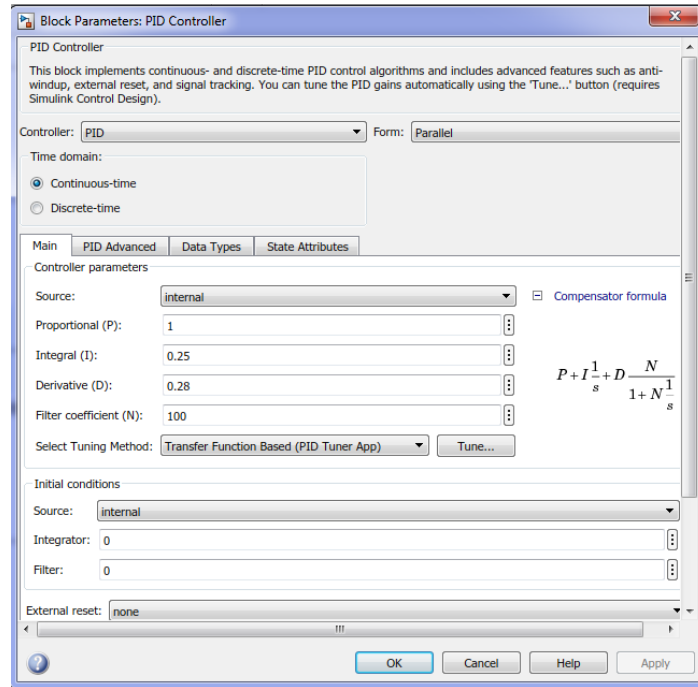 Block Parameters: PID Controller
PID Controller
This block implements continuous- and discrete-time PID control algorithms and includes advanced features such as anti-
windup, external reset, and signal tracking. You can tune the PID gains automatically using the 'Tune...' button (requires
Simulink Control Design).
Controller: PID Form: Parallel
Time domain:
Continuous-time
Discrete-time
Main PID Advanced Data Types State Attributes
Controller parameters
Source: internal Compensator formula
Proportional (P): 1
Integral (I): 0.25
Derivative (D): 0.28
Filter coefficient (N): 100
P + I 1/s + D N/(1 + N 1/s)
Select Tuning Method: Transfer Function Based (PID Tuner App) Tune...
Initial conditions
Source: internal
Integrator: 0
Filter: 0
External reset: none
OK Cancel Help Apply